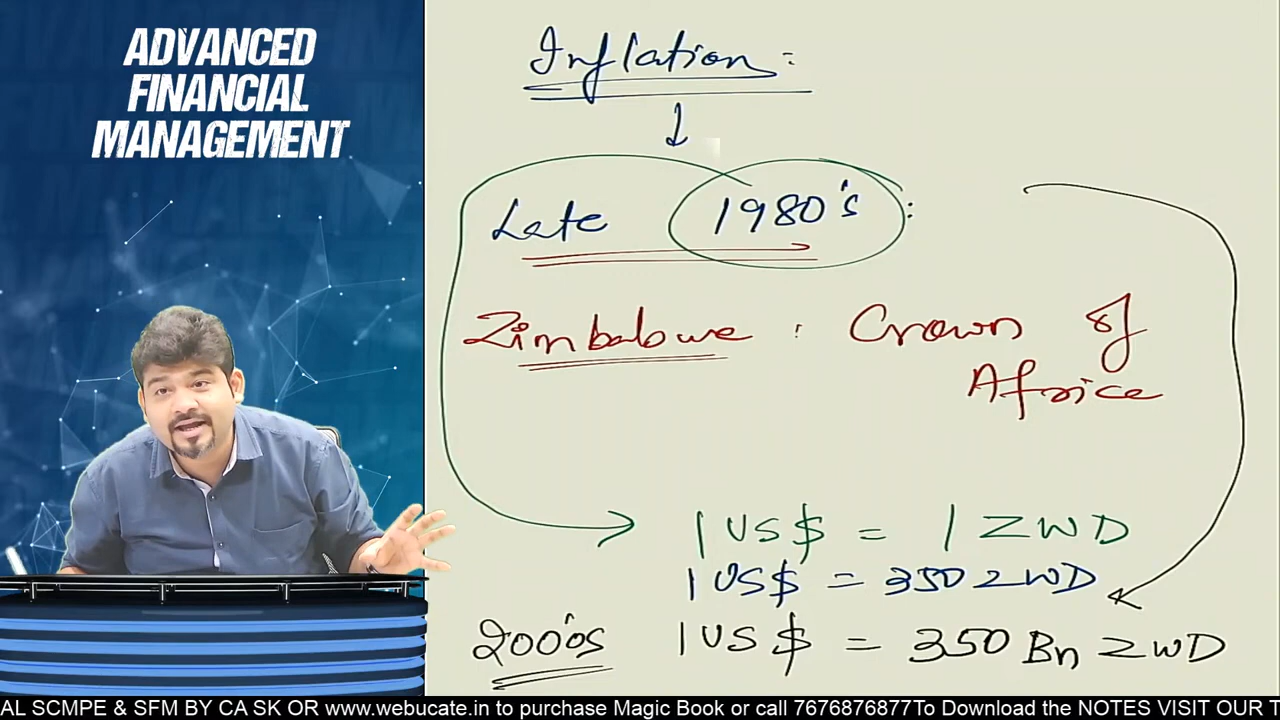 ADVANCED
FINANCIAL
MANAGEMENT
Inflation :
Late 1980's :
Zimbabwe : Crown of
Africa
1 US$ = 1 ZWD
1 US$ = 350 ZWD
200'0s 1 US $ = 350 Bn ZWD
AL SCMPE & SFM BY CA SK OR www.webucate.in to purchase Magic Book or call 7676876877To Download the NOTES VISIT OUR T